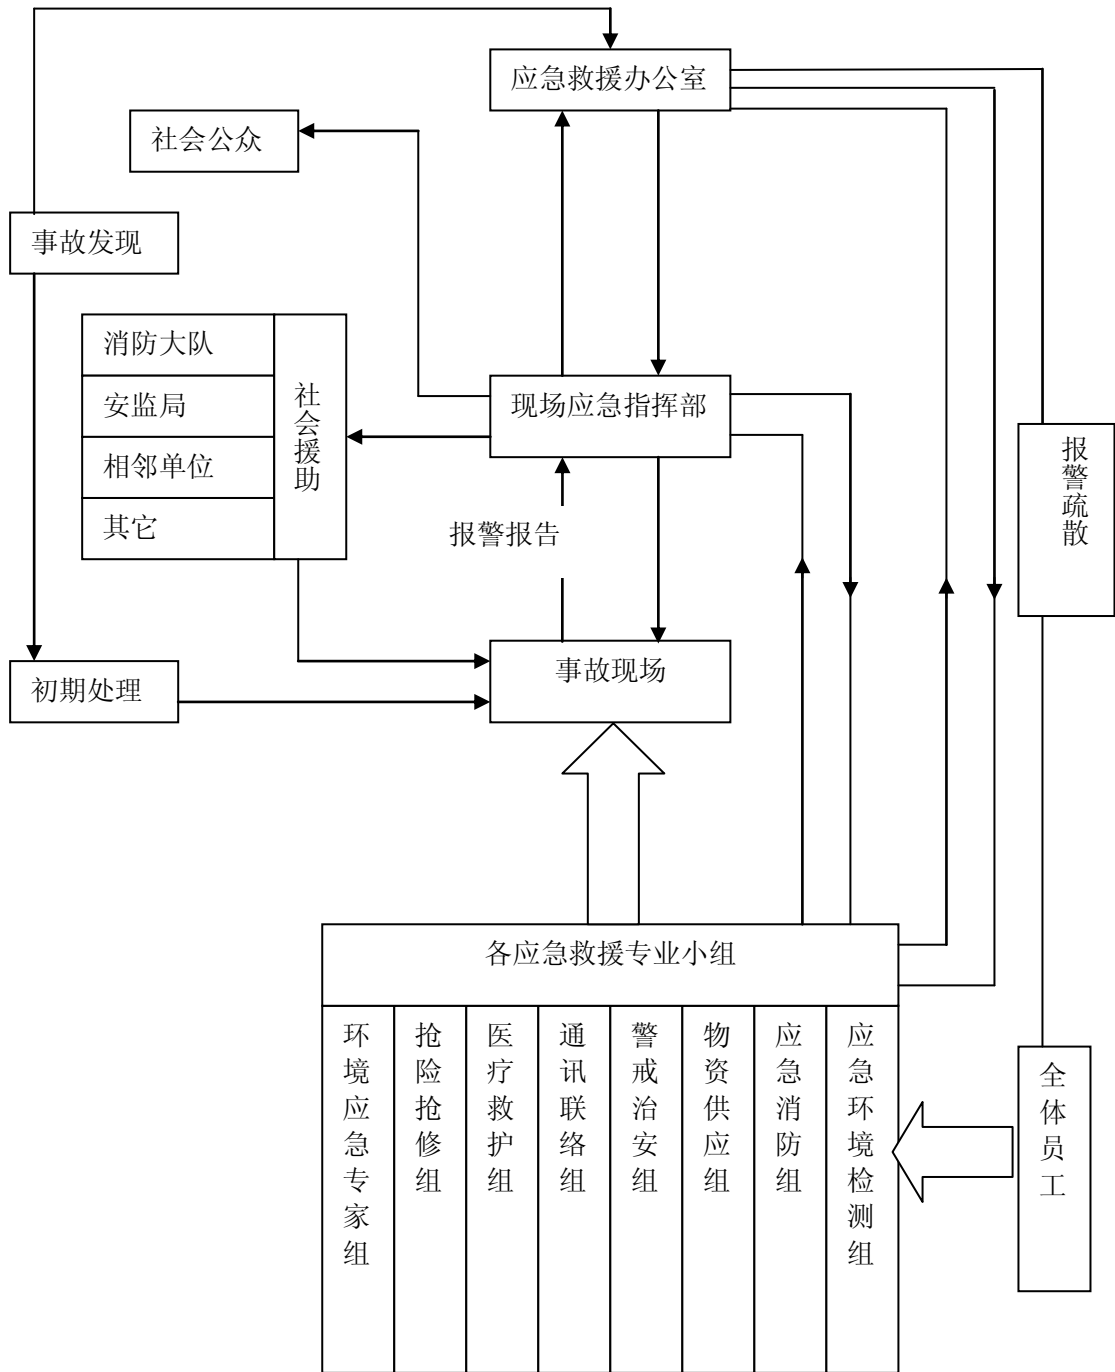 应急救援办公室
社会公众
事故发现
消防大队
安监局
相邻单位
其它
社会援助
现场应急指挥部
报警疏散
报警报告
初期处理
事故现场
各应急救援专业小组
环境应急专家组
抢险抢修组
医疗救护组
通讯联络组
警戒治安组
物资供应组
应急消防组
应急环境检测组
全体员工